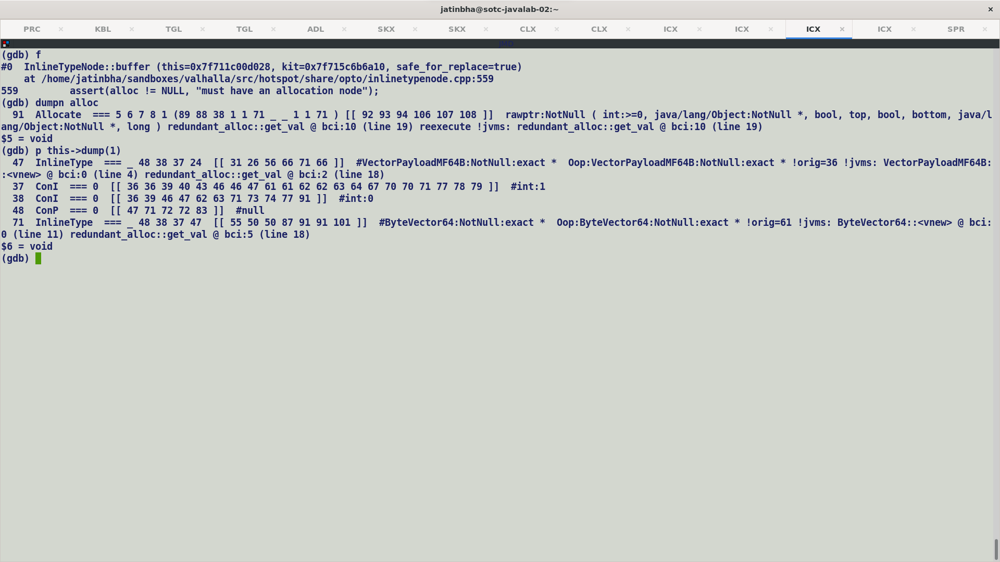 jatinbha@sotc-javalab-02:~ ×
PRC × KBL × TGL × TGL × ADL × SKX × SKX × CLX × CLX × ICX × ICX × ICX × ICX × SPR ×
JMD
(gdb) f
#0  InlineTypeNode::buffer (this=0x7f711c00d028, kit=0x7f715c6b6a10, safe_for_replace=true)
    at /home/jatinbha/sandboxes/valhalla/src/hotspot/share/opto/inlinetypenode.cpp:559
559         assert(alloc != NULL, "must have an allocation node");
(gdb) dumpn alloc
  91  Allocate  === 5 6 7 8 1 (89 88 38 1 1 71 _ _ 1 1 71 ) [[ 92 93 94 106 107 108 ]]  rawptr:NotNull ( int:>=0, java/lang/Object:NotNull *, bool, top, bool, bottom, java/l
ang/Object:NotNull *, long ) redundant_alloc::get_val @ bci:10 (line 19) reexecute !jvms: redundant_alloc::get_val @ bci:10 (line 19)
$5 = void
(gdb) p this->dump(1)
  47  InlineType  === _ 48 38 37 24  [[ 31 26 56 66 71 66 ]]  #VectorPayloadMF64B:NotNull:exact *  Oop:VectorPayloadMF64B:NotNull:exact * !orig=36 !jvms: VectorPayloadMF64B:
:<vnew> @ bci:0 (line 4) redundant_alloc::get_val @ bci:2 (line 18)
  37  ConI  === 0  [[ 36 36 39 40 43 46 46 47 61 61 62 62 63 64 67 70 70 71 77 78 79 ]]  #int:1
  38  ConI  === 0  [[ 36 39 46 47 62 63 71 73 74 77 91 ]]  #int:0
  48  ConP  === 0  [[ 47 71 72 72 83 ]]  #null
  71  InlineType  === _ 48 38 37 47  [[ 55 50 50 87 91 91 101 ]]  #ByteVector64:NotNull:exact *  Oop:ByteVector64:NotNull:exact * !orig=61 !jvms: ByteVector64::<vnew> @ bci:
0 (line 11) redundant_alloc::get_val @ bci:5 (line 18)
$6 = void
(gdb)